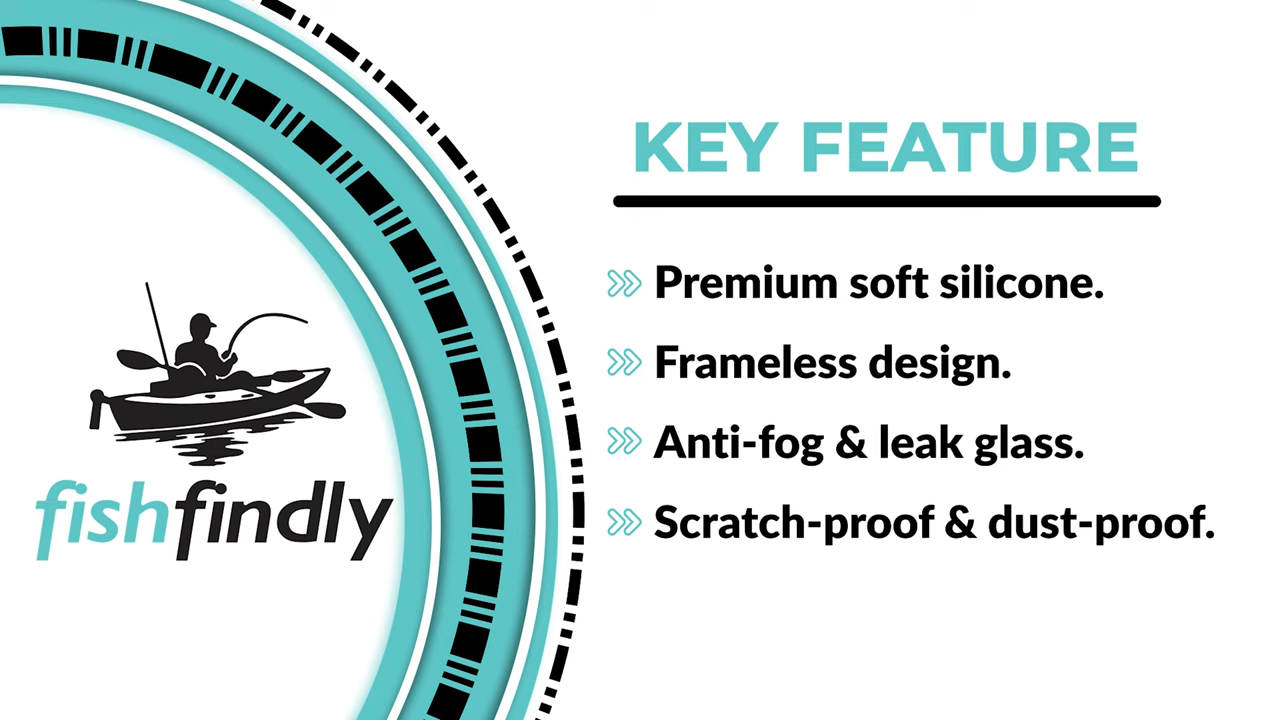 KEY FEATURE
Premium soft silicone.
Frameless design.
Anti-fog & leak glass.
Scratch-proof & dust-proof.
fishfindly